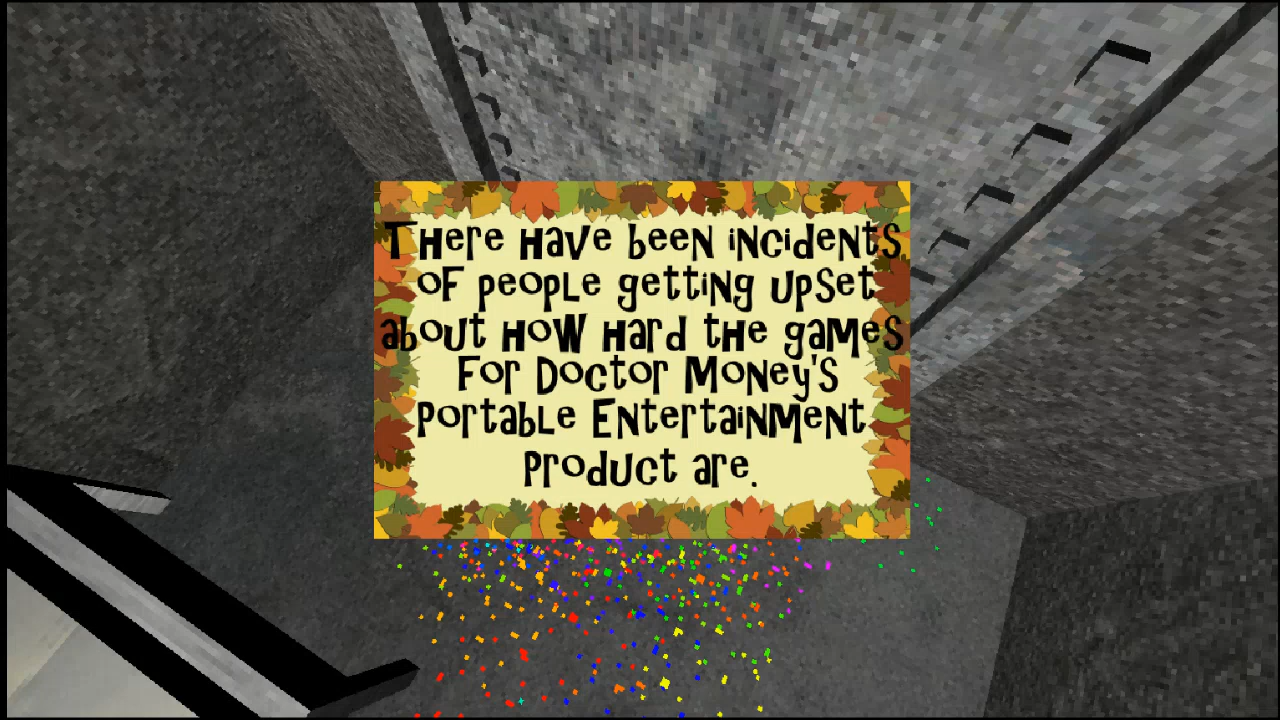 There have been incidents
of people getting upset
about how hard the games
for Doctor Money's
Portable Entertainment
Product are.